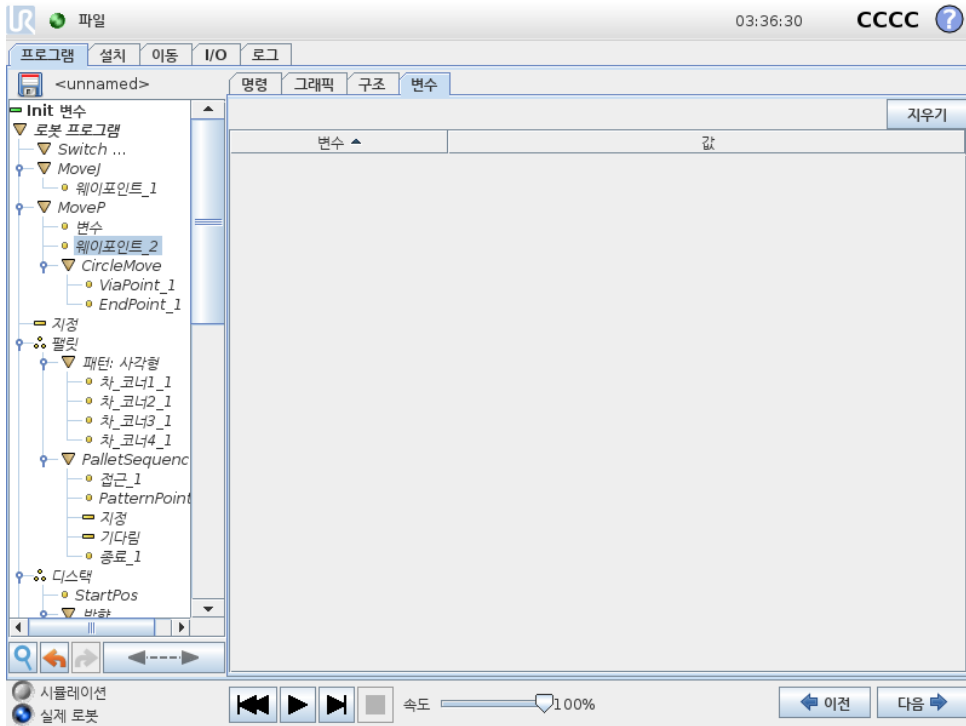 파일 03:36:30 CCCC ?
프로그램 설치 이동 I/O 로그
<unnamed> 명령 그래픽 구조 변수
지우기
변수 값
Init 변수
로봇 프로그램
Switch ...
MoveJ
웨이포인트_1
MoveP
변수
웨이포인트_2
CircleMove
ViaPoint_1
EndPoint_1
지정
팔릿
패턴: 사각형
차_코너1_1
차_코너2_1
차_코너3_1
차_코너4_1
PalletSequenc
접근_1
PatternPoint
지정
기다림
종료_1
디스택
StartPos
방향
시뮬레이션
실제 로봇
속도 100% 이전 다음